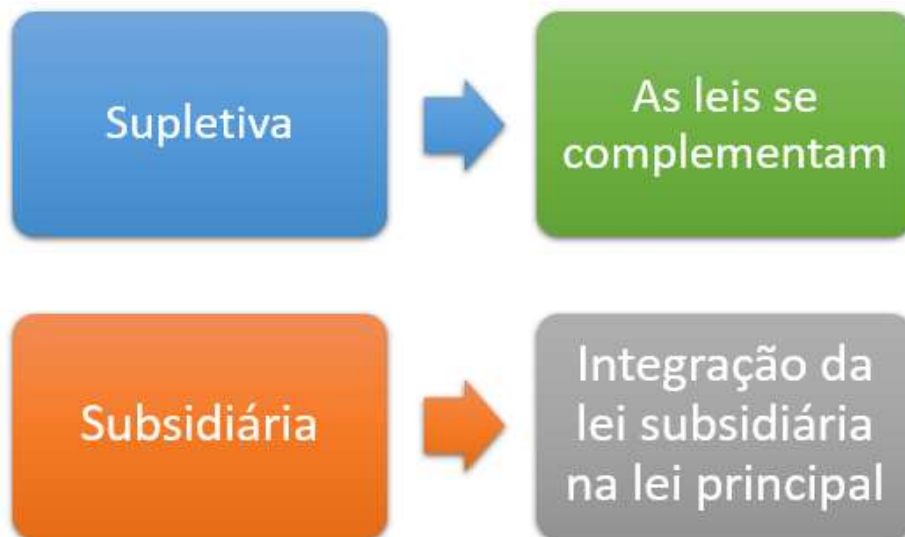 Supletiva
As leis se
complementam
Subsidiária
Integração da
lei subsidiária
na lei principal